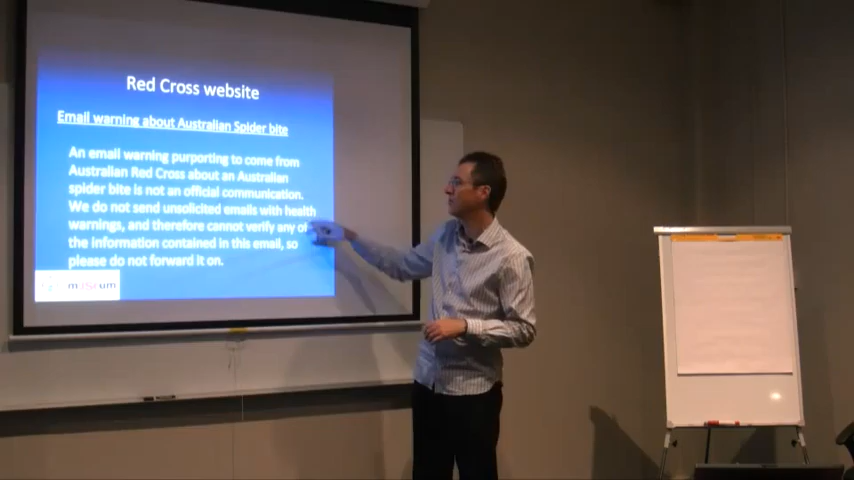 Red Cross website
Email warning about Australian Spider bite
An email warning purporting to come from
Australian Red Cross about an Australian
spider bite is not an official communication.
We do not send unsolicited emails with health
warnings, and therefore cannot verify any of
the information contained in this email, so
please do not forward it on.